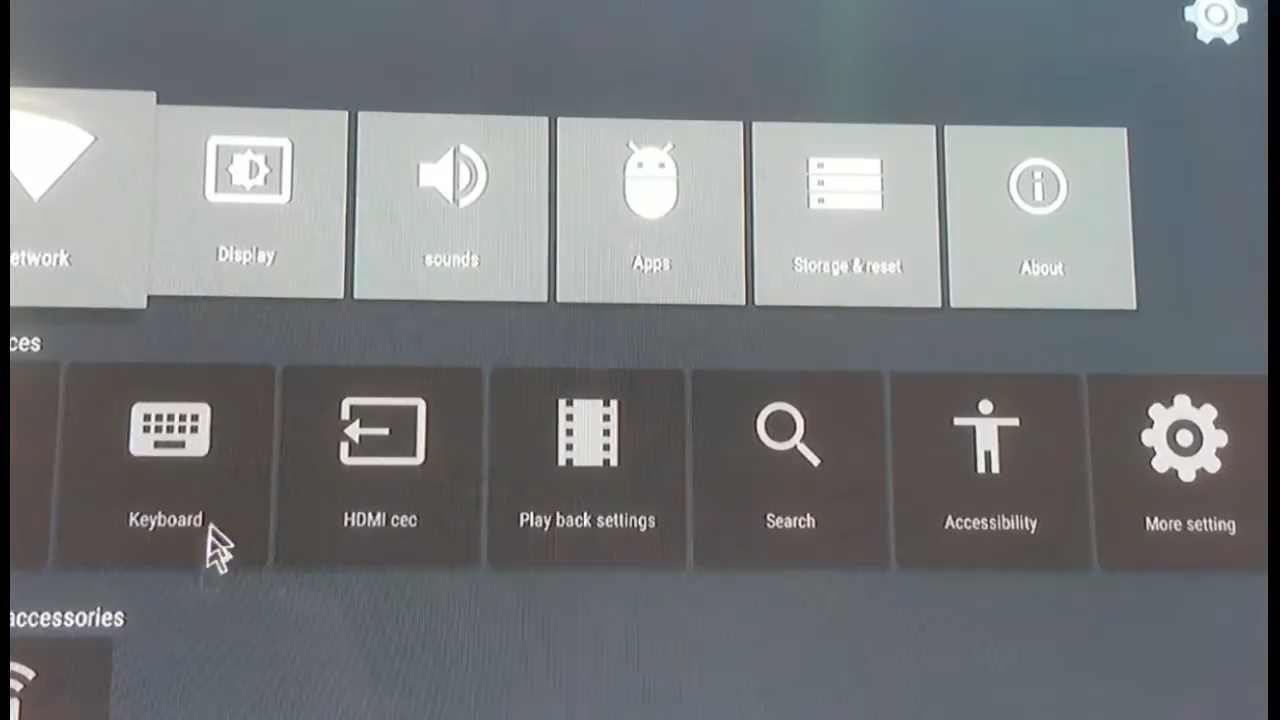 etwork
Display
sounds
Apps
Storage & reset
About
ces
Keyboard
HDMI cec
Play back settings
Search
Accessibility
More setting
accessories